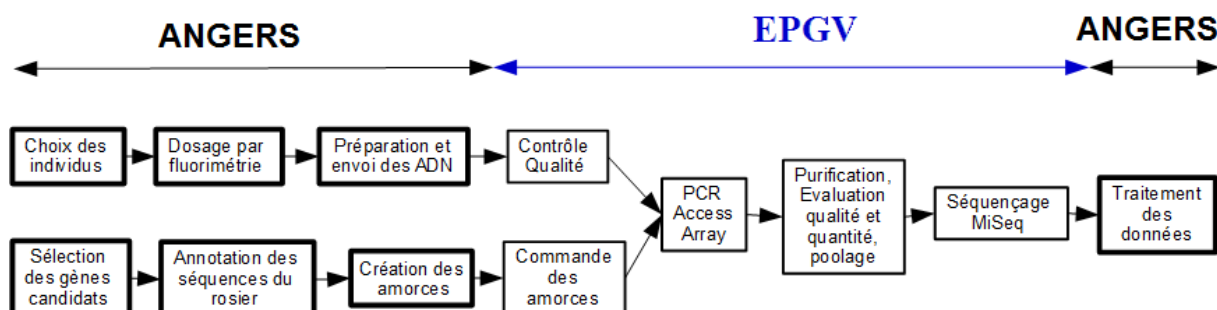 ANGERS
EPGV
ANGERS
Choix des
individus
Dosage par
fluorimétrie
Préparation et
envoi des ADN
Contrôle
Qualité
PCR
Access
Array
Purification,
Evaluation
qualité et
quantité,
poolage
Séquençage
MiSeq
Traitement
des
données
Sélection
des gènes
candidats
Annotation des
séquences du
rosier
Création des
amorces
Commande
des
amorces